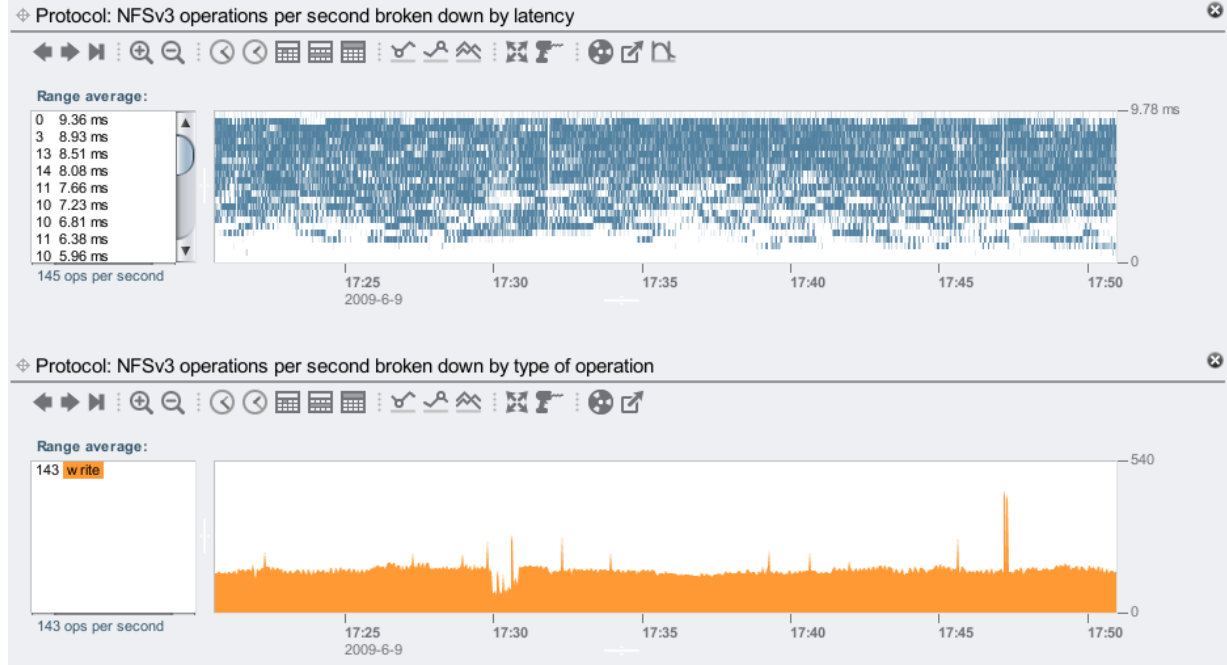 Protocol: NFSv3 operations per second broken down by latency
Range average:
0 9.36 ms
3 8.93 ms
13 8.51 ms
14 8.08 ms
11 7.66 ms
10 7.23 ms
10 6.81 ms
11 6.38 ms
10 5.96 ms
145 ops per second
9.78 ms
0
17:25 17:30 17:35 17:40 17:45 17:50
2009-6-9
Protocol: NFSv3 operations per second broken down by type of operation
Range average:
143 write
143 ops per second
540
0
17:25 17:30 17:35 17:40 17:45 17:50
2009-6-9